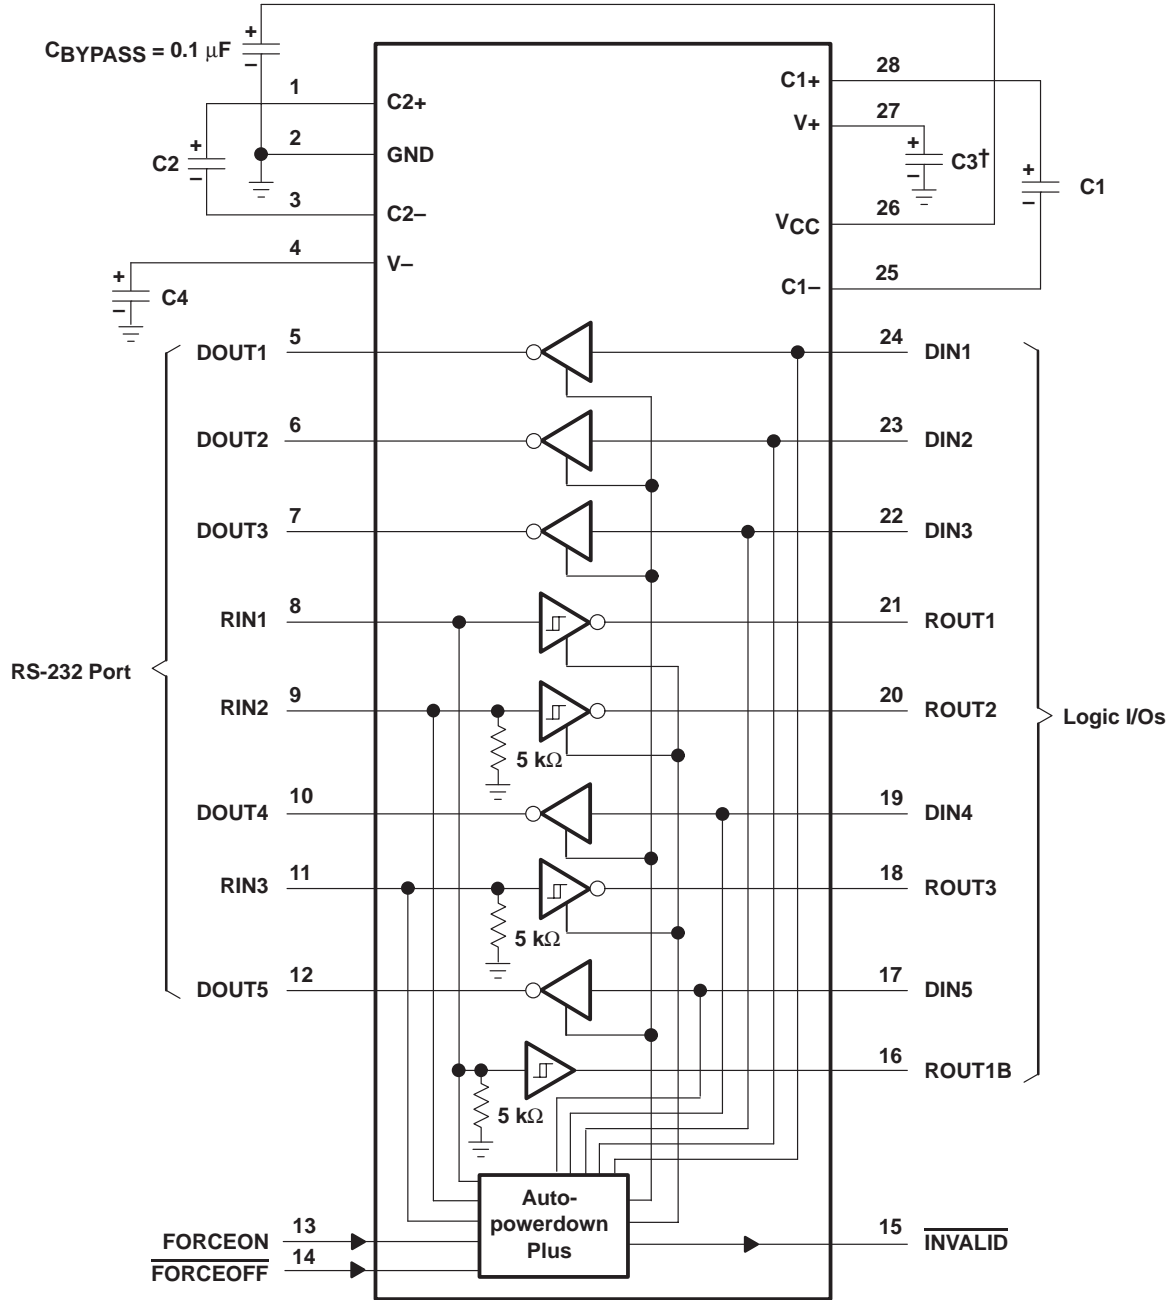 CBYPASS = 0.1 μF
+
–
1
C2+
C1+
28
+
C2
–
2
GND
V+
27
+
C3†
–
+
C1
–
3
C2–
VCC
26
4
V–
C1–
25
+
C4
–
DOUT1
5
24
DIN1
DOUT2
6
23
DIN2
DOUT3
7
22
DIN3
RIN1
8
21
ROUT1
RS-232 Port
RIN2
9
20
ROUT2
Logic I/Os
5 kΩ
DOUT4
10
19
DIN4
RIN3
11
18
ROUT3
5 kΩ
DOUT5
12
17
DIN5
16
ROUT1B
5 kΩ
Auto-
powerdown
Plus
FORCEON
13
15
INVALID
FORCEOFF
14